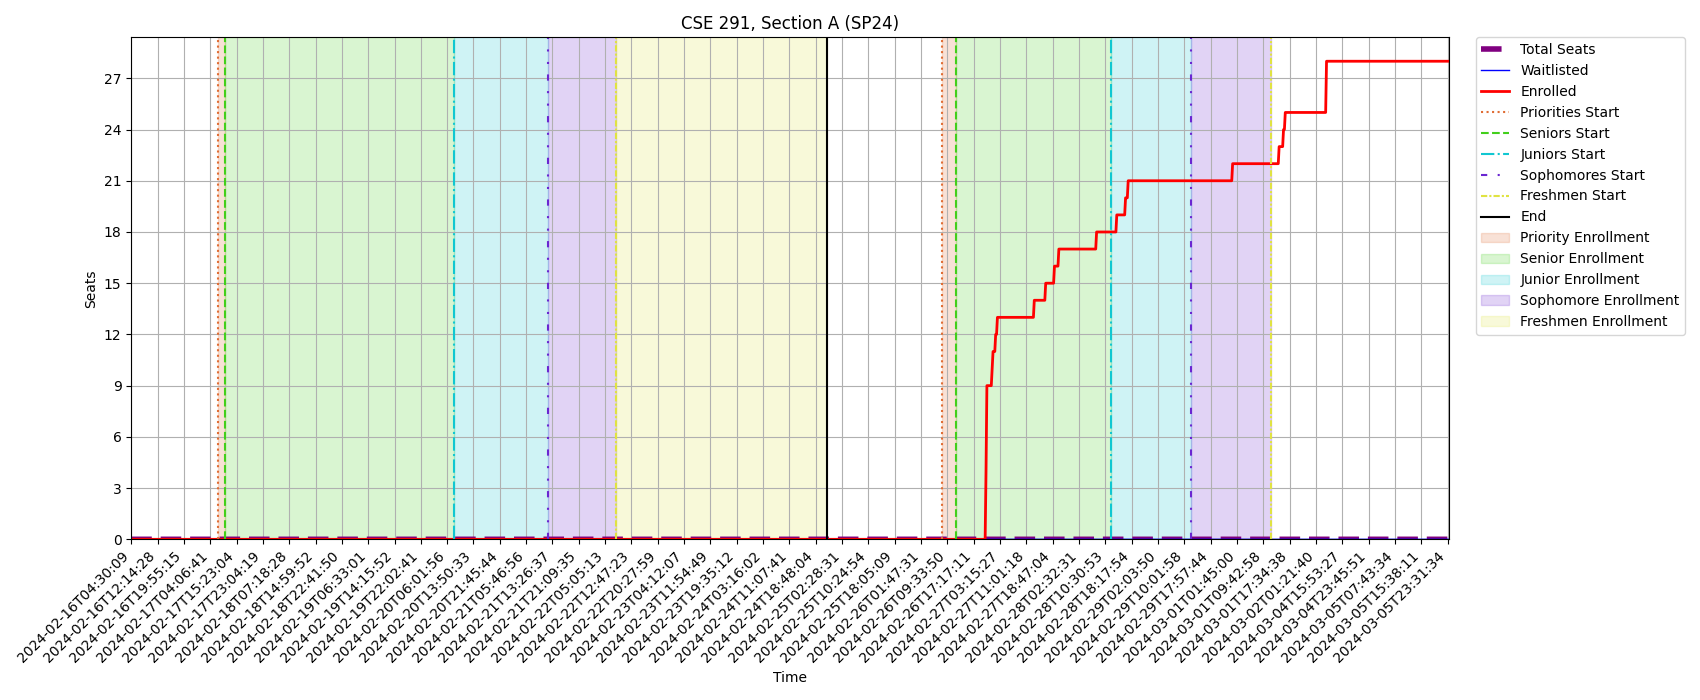 CSE 291, Section A (SP24)
Seats
27
24
21
18
15
12
9
6
3
0
2024-02-16T04:30:09
2024-02-16T12:14:28
2024-02-16T19:55:15
2024-02-17T04:06:41
2024-02-17T15:23:04
2024-02-17T23:04:19
2024-02-18T07:18:28
2024-02-18T14:59:52
2024-02-18T22:41:50
2024-02-19T06:33:01
2024-02-19T14:15:52
2024-02-19T22:02:41
2024-02-20T06:01:56
2024-02-20T13:50:33
2024-02-20T21:45:44
2024-02-21T05:46:56
2024-02-21T13:26:37
2024-02-21T21:09:35
2024-02-22T05:05:13
2024-02-22T12:47:23
2024-02-22T20:27:59
2024-02-23T04:12:07
2024-02-23T11:54:49
2024-02-23T19:35:12
2024-02-24T03:16:02
2024-02-24T11:07:41
2024-02-24T18:48:04
2024-02-25T02:28:31
2024-02-25T10:24:54
2024-02-25T18:05:09
2024-02-26T01:47:31
2024-02-26T09:33:50
2024-02-26T17:17:11
2024-02-27T03:15:27
2024-02-27T11:01:18
2024-02-27T18:47:04
2024-02-28T02:32:31
2024-02-28T10:30:53
2024-02-28T18:17:54
2024-02-29T02:03:50
2024-02-29T10:01:58
2024-02-29T17:57:44
2024-03-01T01:45:00
2024-03-01T09:42:58
2024-03-01T17:34:38
2024-03-02T01:21:40
2024-03-04T15:53:27
2024-03-04T23:45:51
2024-03-05T07:43:34
2024-03-05T15:38:11
2024-03-05T23:31:34
Time
Total Seats
Waitlisted
Enrolled
Priorities Start
Seniors Start
Juniors Start
Sophomores Start
Freshmen Start
End
Priority Enrollment
Senior Enrollment
Junior Enrollment
Sophomore Enrollment
Freshmen Enrollment